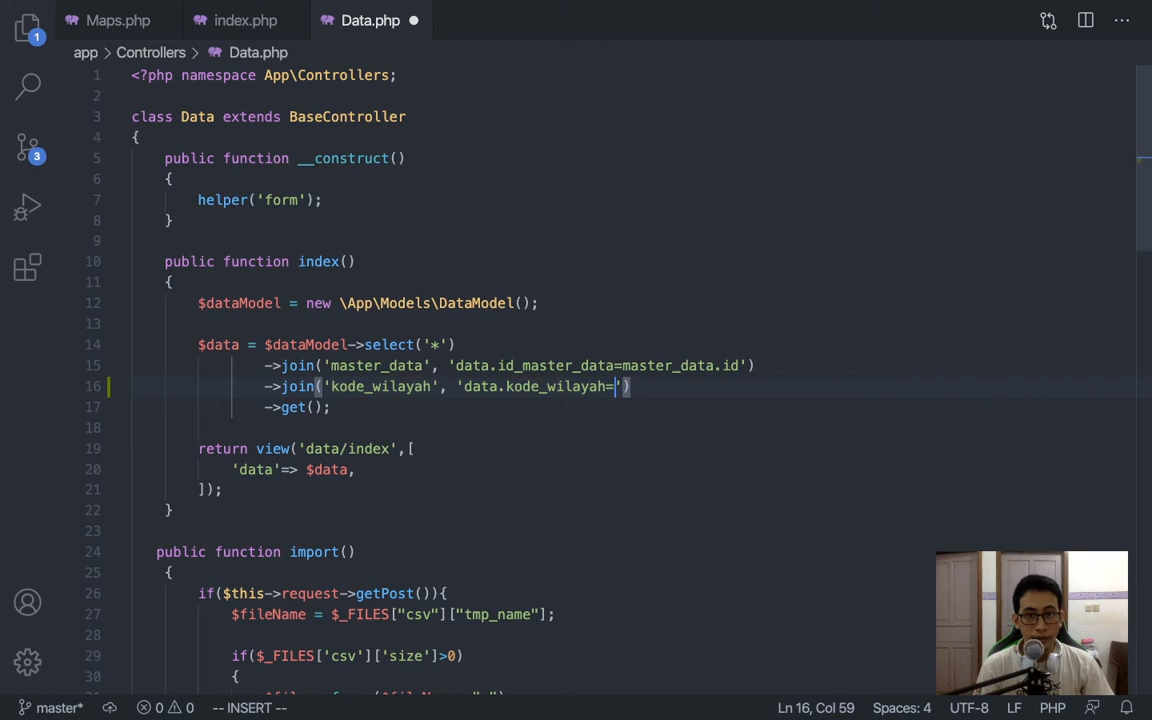 Maps.php index.php Data.php
app > Controllers > Data.php
1 <?php namespace App\Controllers;
2
3 class Data extends BaseController
4 {
5 public function __construct()
6 {
7 helper('form');
8 }
9
10 public function index()
11 {
12 $dataModel = new \App\Models\DataModel();
13
14 $data = $dataModel->select('*')
15 ->join('master_data', 'data.id_master_data=master_data.id')
16 ->join('kode_wilayah', 'data.kode_wilayah=')
17 ->get();
18
19 return view('data/index',[
20 'data'=> $data,
21 ]);
22 }
23
24 public function import()
25 {
26 if($this->request->getPost()){
27 $fileName = $_FILES["csv"]["tmp_name"];
28
29 if($_FILES['csv']['size']>0)
30 {
1
3
master* 0 0 -- INSERT -- Ln 16, Col 59 Spaces: 4 UTF-8 LF PHP